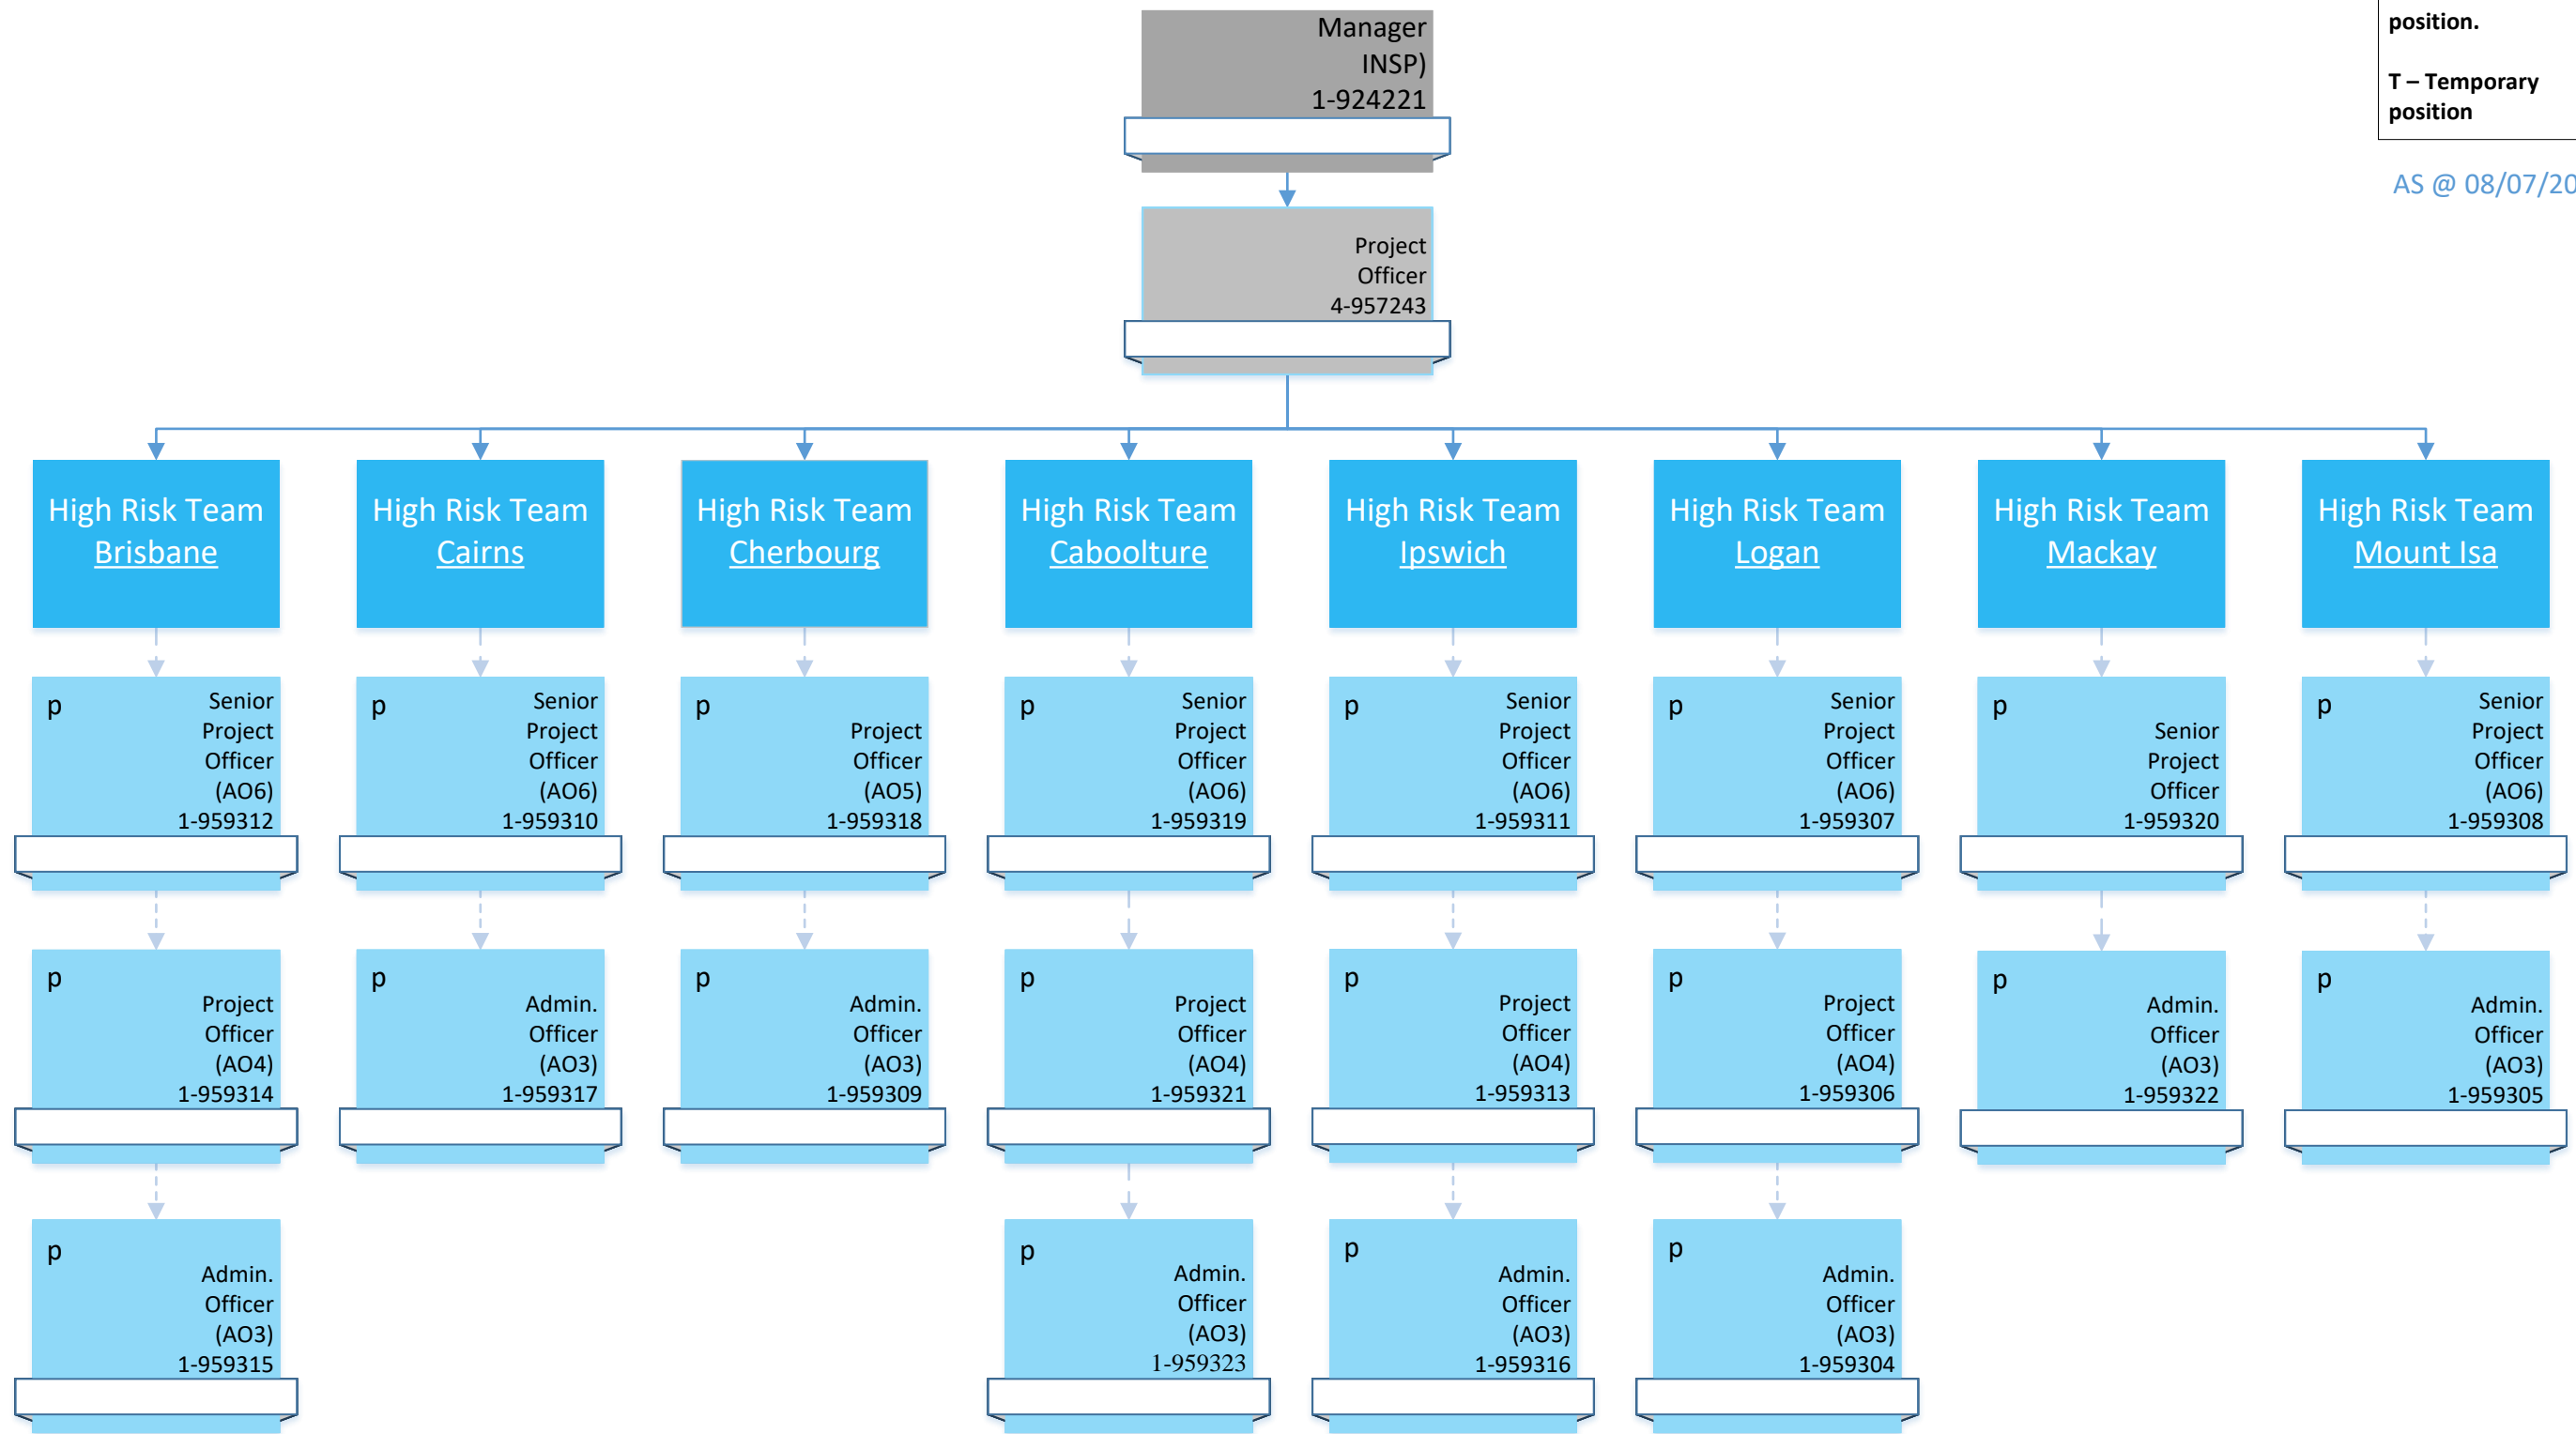 Manager
INSP)
1-924221
position.
T – Temporary
position
AS @ 08/07/20
Project
Officer
4-957243
High Risk Team
Brisbane
High Risk Team
Cairns
High Risk Team
Cherbourg
High Risk Team
Caboolture
High Risk Team
Ipswich
High Risk Team
Logan
High Risk Team
Mackay
High Risk Team
Mount Isa
p
Senior
Project
Officer
(AO6)
1-959312
p
Senior
Project
Officer
(AO6)
1-959310
p
Project
Officer
(AO5)
1-959318
p
Senior
Project
Officer
(AO6)
1-959319
p
Senior
Project
Officer
(AO6)
1-959311
p
Senior
Project
Officer
(AO6)
1-959307
p
Senior
Project
Officer
1-959320
p
Senior
Project
Officer
(AO6)
1-959308
p
Project
Officer
(AO4)
1-959314
p
Admin.
Officer
(AO3)
1-959317
p
Admin.
Officer
(AO3)
1-959309
p
Project
Officer
(AO4)
1-959321
p
Project
Officer
(AO4)
1-959313
p
Project
Officer
(AO4)
1-959306
p
Admin.
Officer
(AO3)
1-959322
p
Admin.
Officer
(AO3)
1-959305
p
Admin.
Officer
(AO3)
1-959315
p
Admin.
Officer
(AO3)
1-959323
p
Admin.
Officer
(AO3)
1-959316
p
Admin.
Officer
(AO3)
1-959304